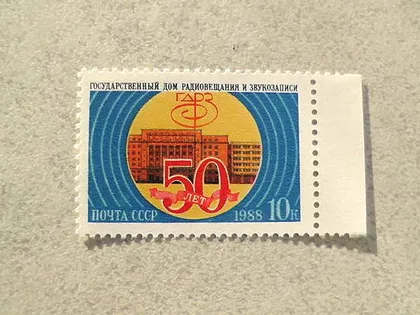 ГОСУДАРСТВЕННЫЙ ДОМ РАДИОВЕЩАНИЯ И ЗВУКОЗАПИСИ
ГДРЗ
50
ЛЕТ
ПОЧТА СССР 1988 10к